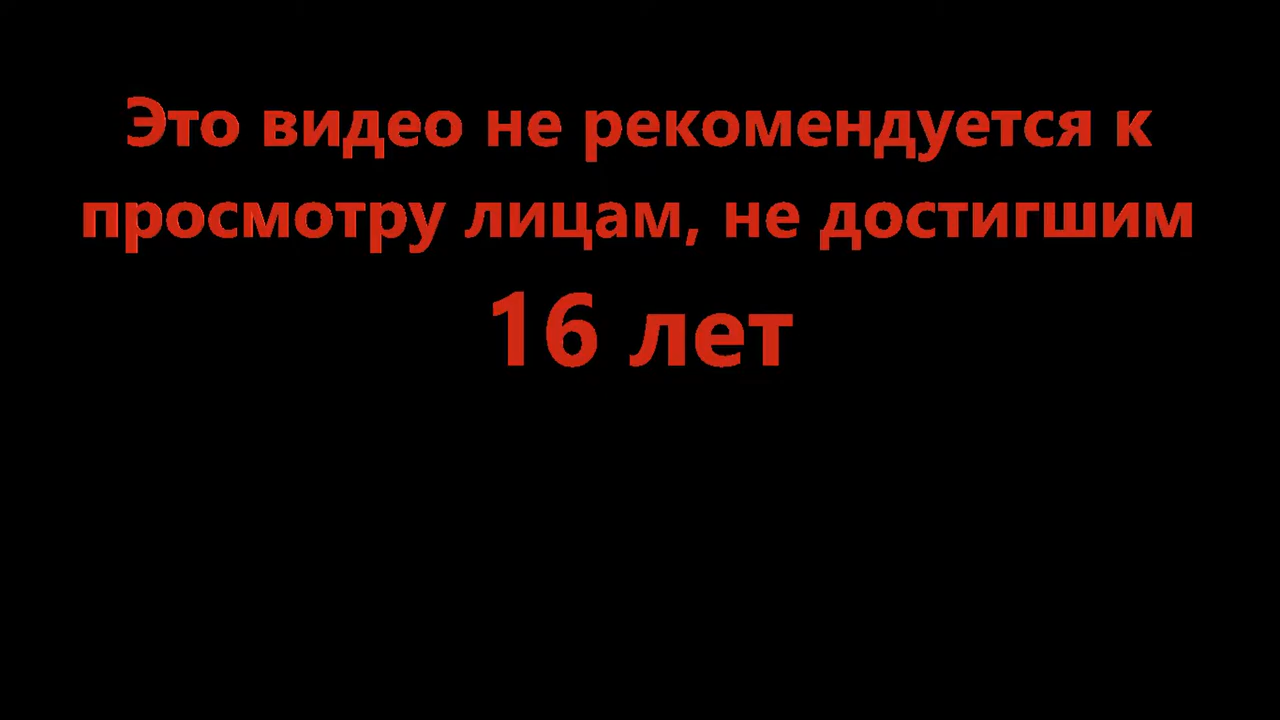 Это видео не рекомендуется к
просмотру лицам, не достигшим
16 лет